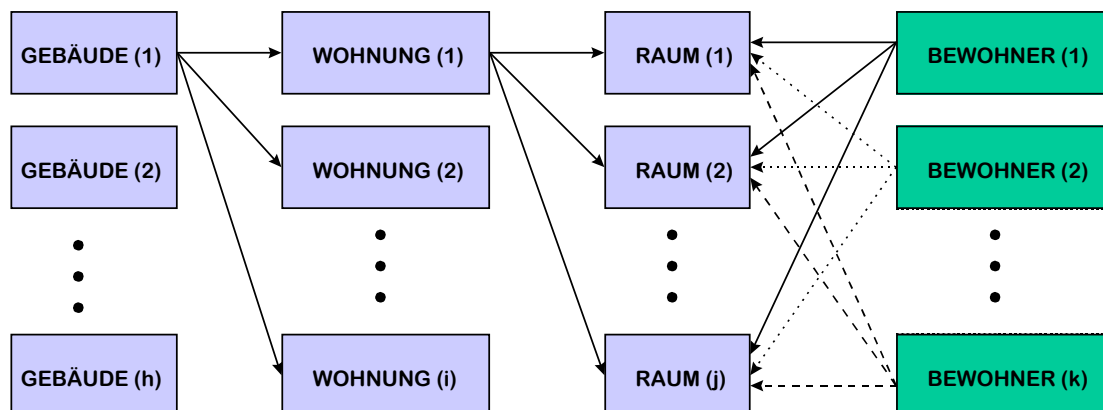 GEBÄUDE (1)
WOHNUNG (1)
RAUM (1)
BEWOHNER (1)
GEBÄUDE (2)
WOHNUNG (2)
RAUM (2)
BEWOHNER (2)
GEBÄUDE (h)
WOHNUNG (i)
RAUM (j)
BEWOHNER (k)